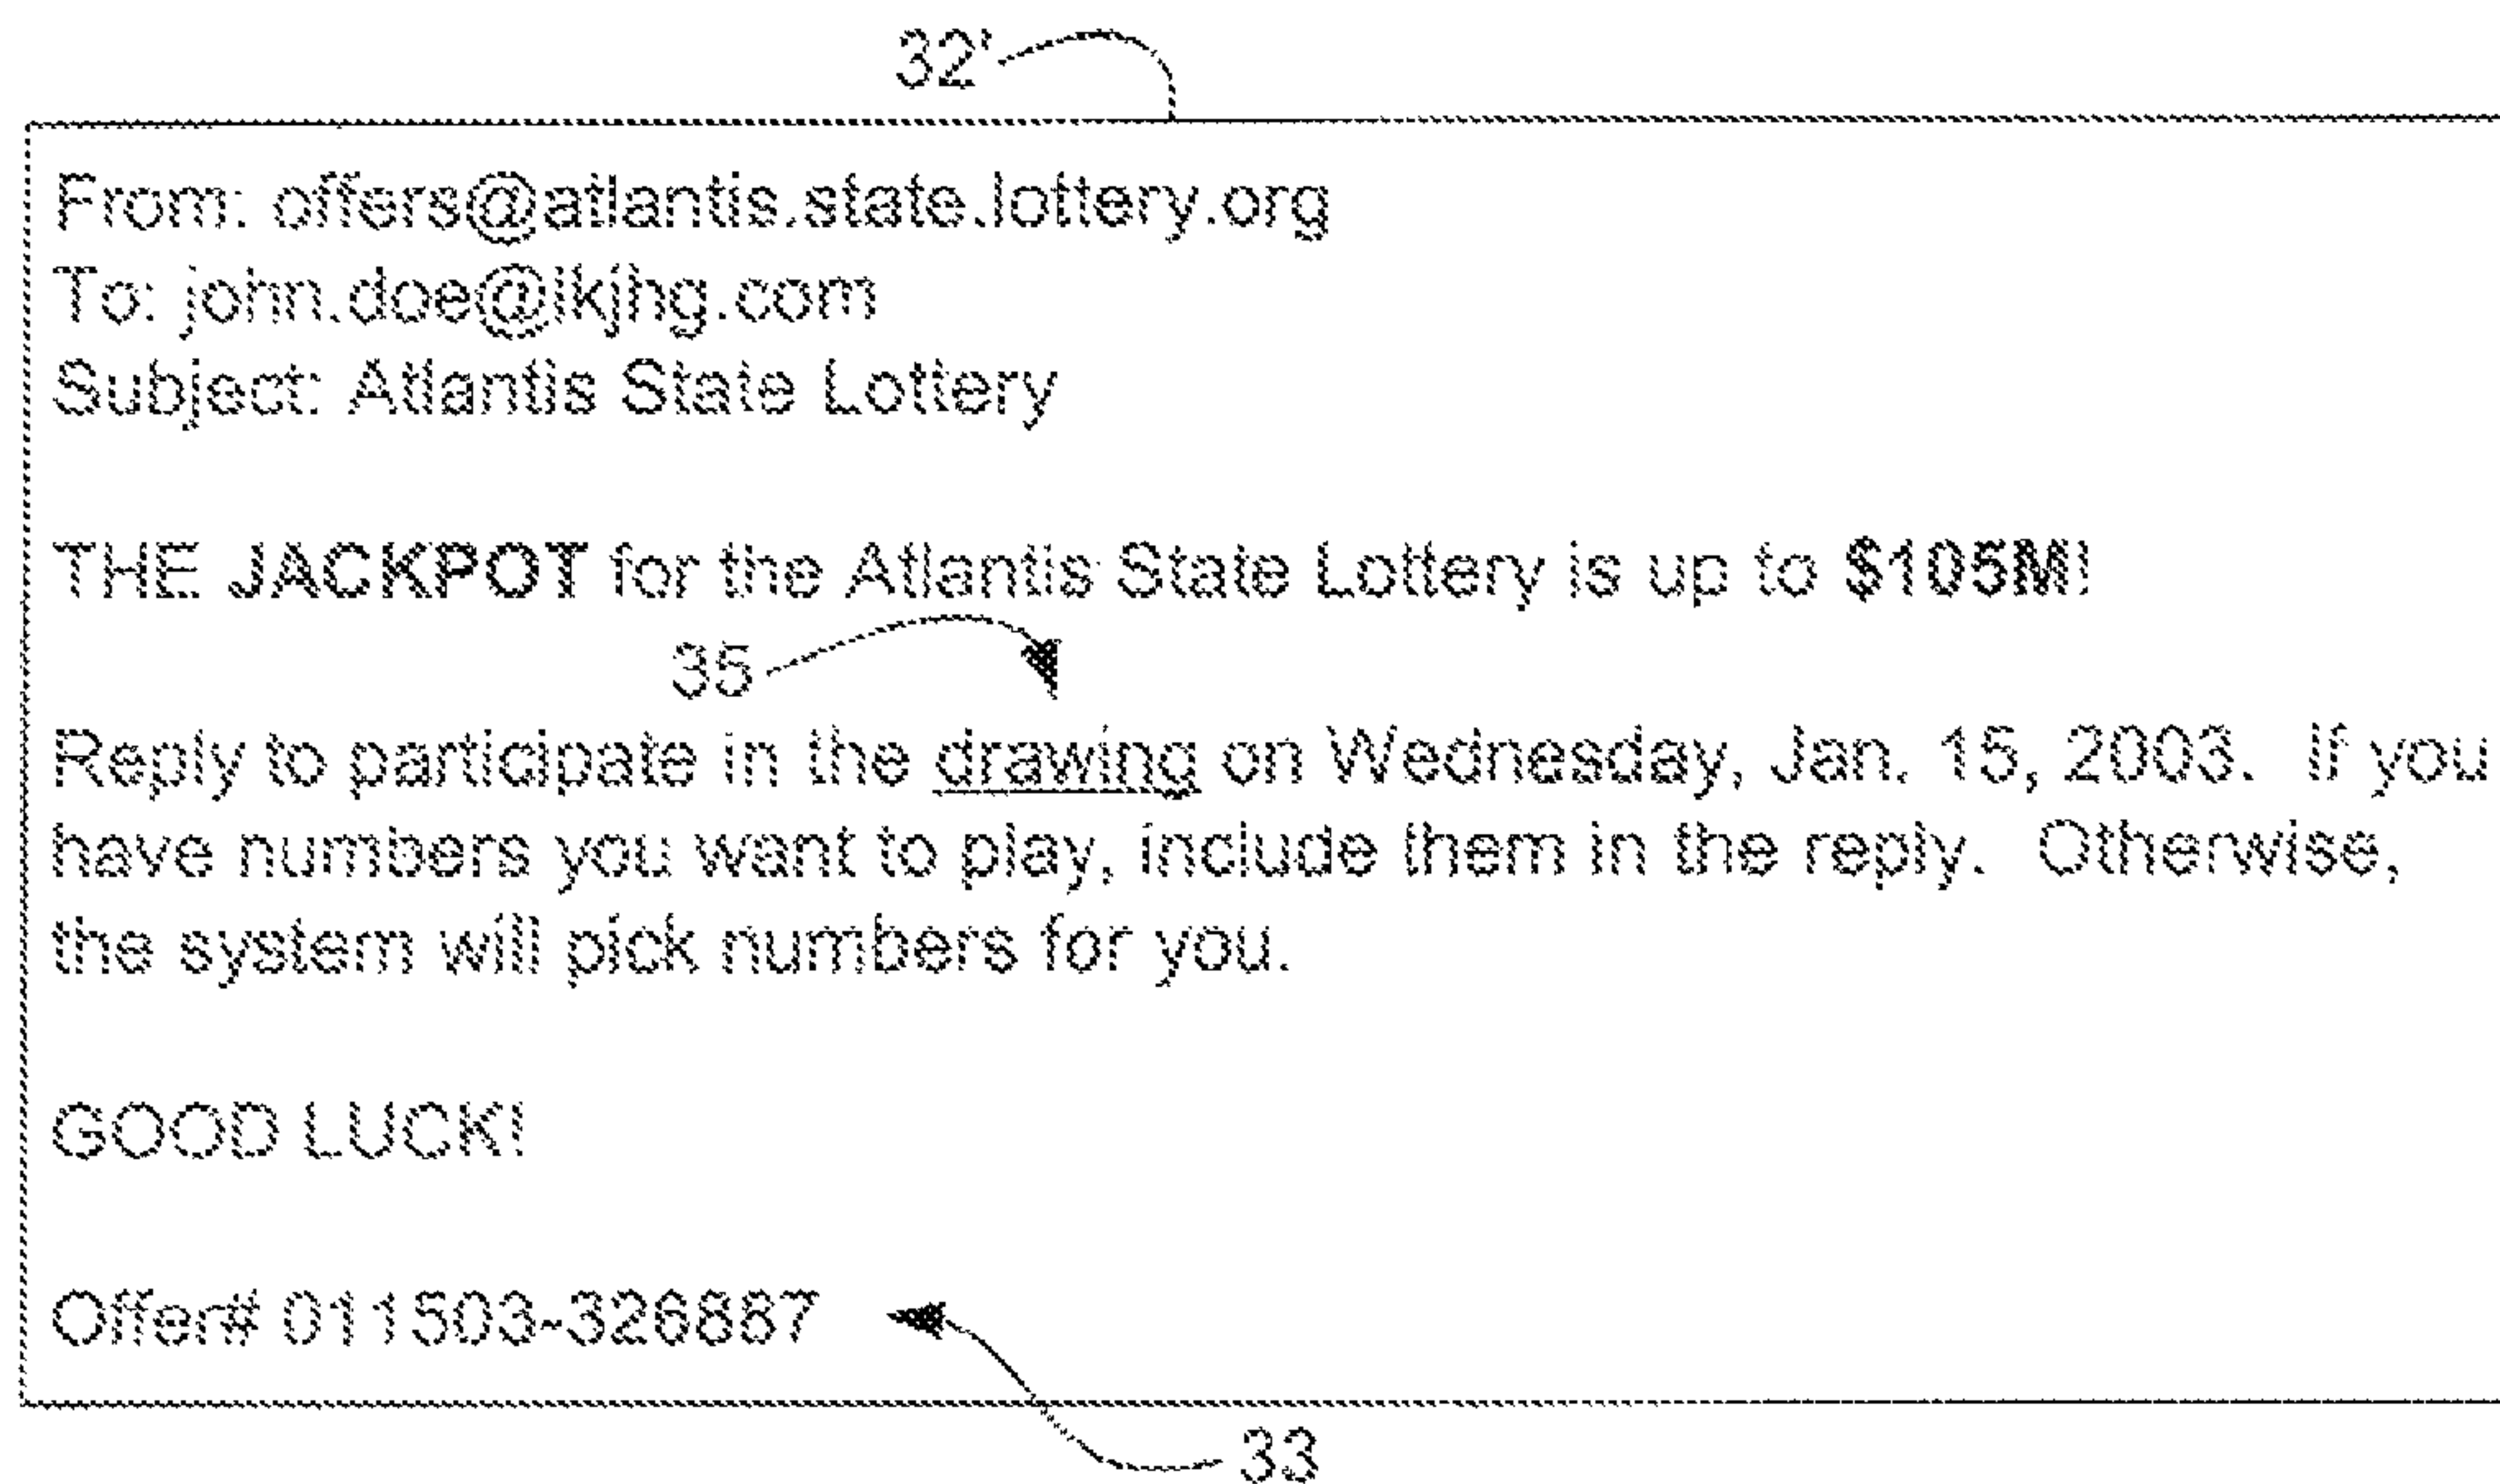 32'
From: offers@atlantis.state.lottery.org
To: john.doe@lkjhg.com
Subject: Atlantis State Lottery
THE JACKPOT for the Atlantis State Lottery is up to $105M!
35
Reply to participate in the drawing on Wednesday, Jan. 15, 2003. If you
have numbers you want to play, include them in the reply. Otherwise,
the system will pick numbers for you.
GOOD LUCK!
Offer# 011503-326887
33